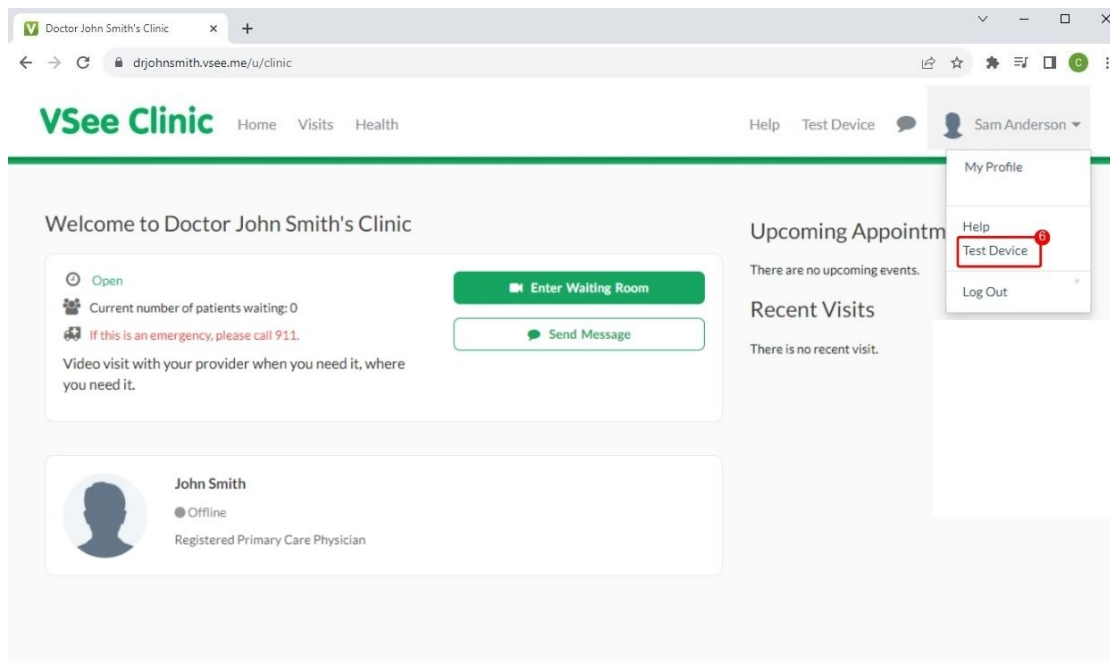 Doctor John Smith's Clinic
drjohnsmith.vsee.me/u/clinic
C
VSee Clinic Home Visits Health Help Test Device Sam Anderson
My Profile
Help
6
Test Device
Log Out
Welcome to Doctor John Smith's Clinic
Open
Current number of patients waiting: 0
If this is an emergency, please call 911.
Video visit with your provider when you need it, where
you need it.
Enter Waiting Room
Send Message
John Smith
Offline
Registered Primary Care Physician
Upcoming Appointm
There are no upcoming events.
Recent Visits
There is no recent visit.